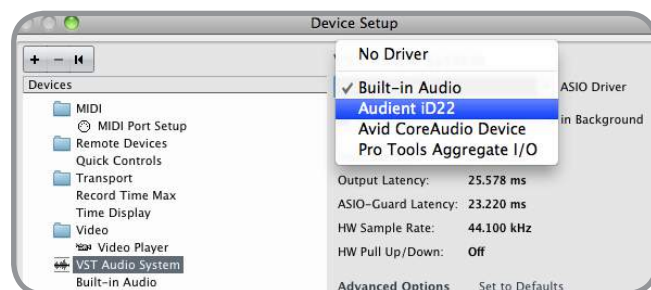 Device Setup
+ −
Devices
MIDI
MIDI Port Setup
Remote Devices
Quick Controls
Transport
Record Time Max
Time Display
Video
Video Player
VST Audio System
Built-in Audio
No Driver
✓ Built-in Audio
Audient iD22
Avid CoreAudio Device
Pro Tools Aggregate I/O
ASIO Driver
in Background
Output Latency: 25.578 ms
ASIO-Guard Latency: 23.220 ms
HW Sample Rate: 44.100 kHz
HW Pull Up/Down: Off
Advanced Options Set to Defaults